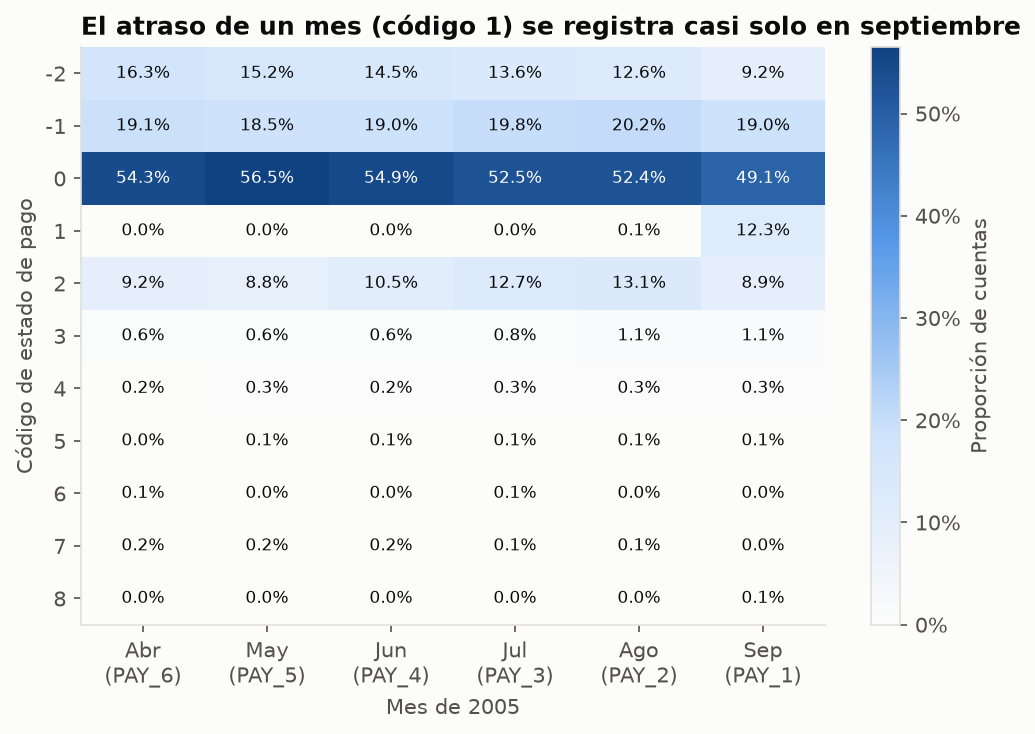 El atraso de un mes (código 1) se registra casi solo en septiembre
-2 16.3% 15.2% 14.5% 13.6% 12.6% 9.2%
-1 19.1% 18.5% 19.0% 19.8% 20.2% 19.0%
0 54.3% 56.5% 54.9% 52.5% 52.4% 49.1%
1 0.0% 0.0% 0.0% 0.0% 0.1% 12.3%
2 9.2% 8.8% 10.5% 12.7% 13.1% 8.9%
3 0.6% 0.6% 0.6% 0.8% 1.1% 1.1%
4 0.2% 0.3% 0.2% 0.3% 0.3% 0.3%
5 0.0% 0.1% 0.1% 0.1% 0.1% 0.1%
6 0.1% 0.0% 0.0% 0.1% 0.0% 0.0%
7 0.2% 0.2% 0.2% 0.1% 0.1% 0.0%
8 0.0% 0.0% 0.0% 0.0% 0.0% 0.1%
Código de estado de pago
Abr May Jun Jul Ago Sep
(PAY_6) (PAY_5) (PAY_4) (PAY_3) (PAY_2) (PAY_1)
Mes de 2005
50%
40%
30%
20%
10%
0%
Proporción de cuentas